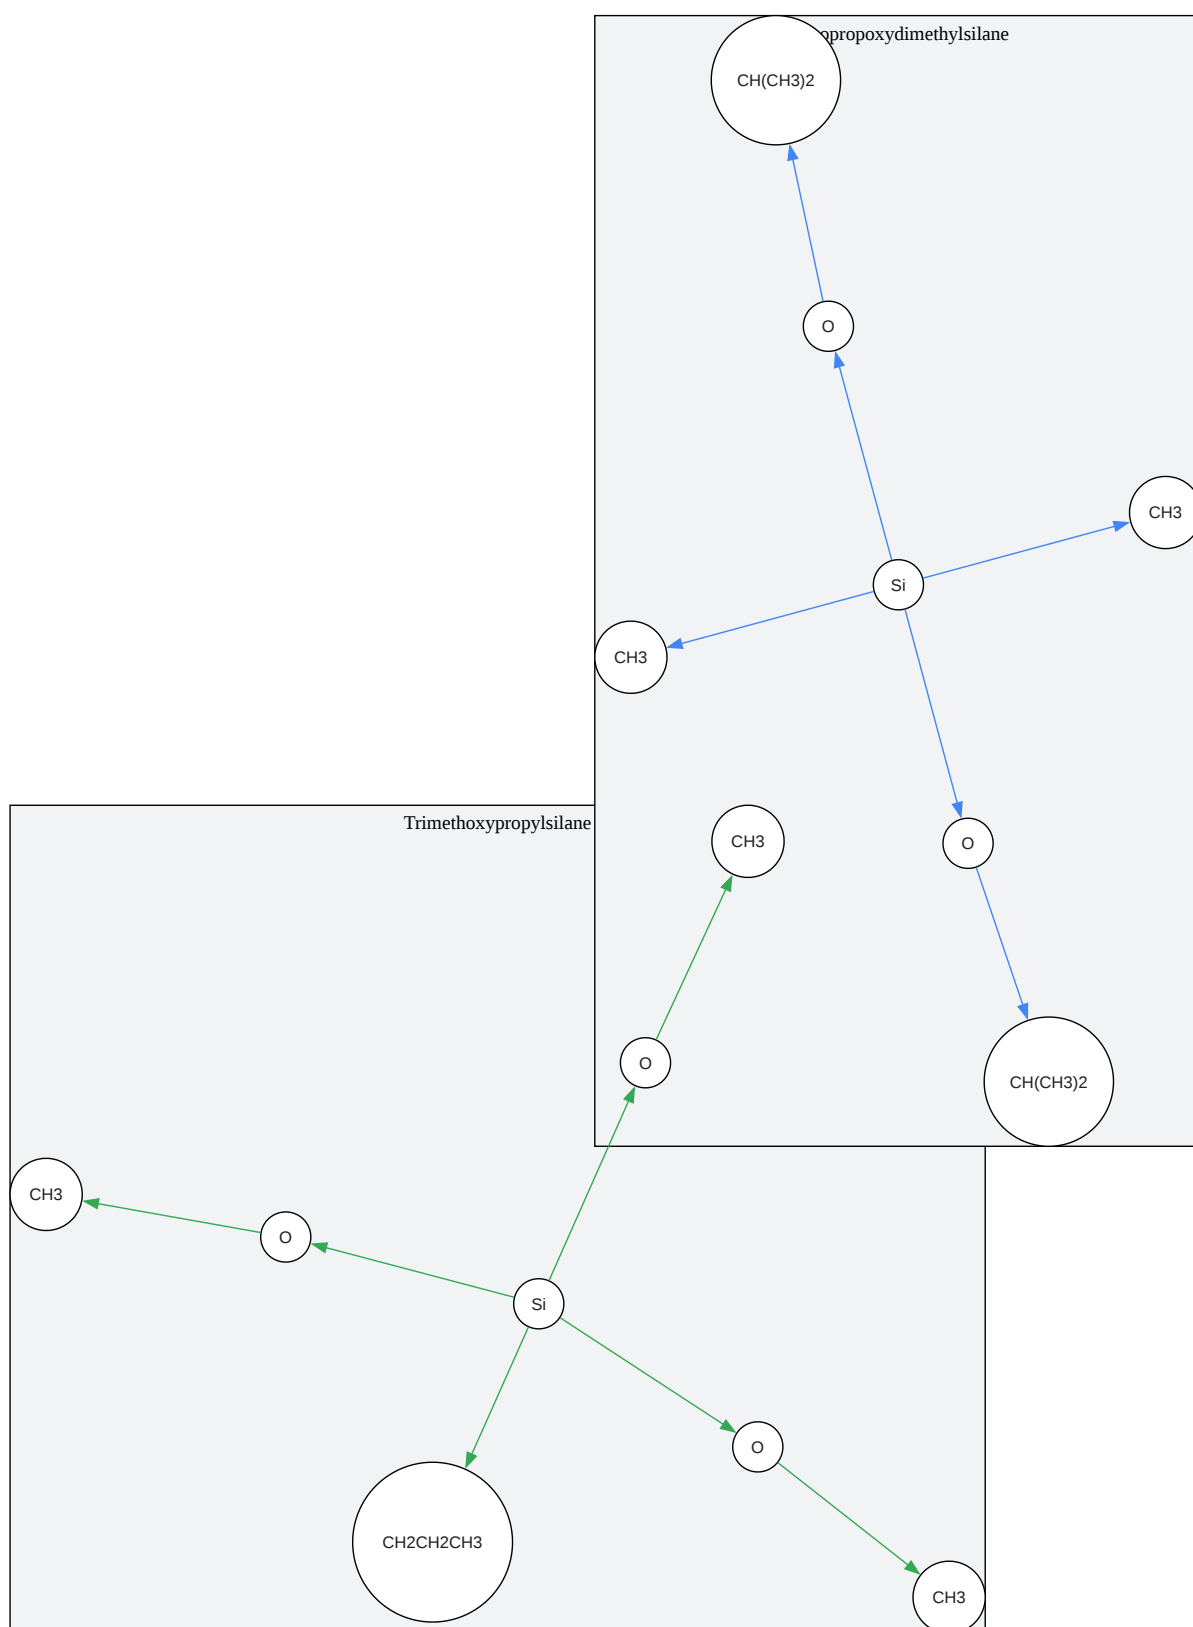 opropoxydimethylsilane
CH(CH3)2
O
CH3
Si
CH3
Trimethoxypropylsilane
CH3
O
O
CH(CH3)2
CH3
O
Si
O
CH2CH2CH3
CH3